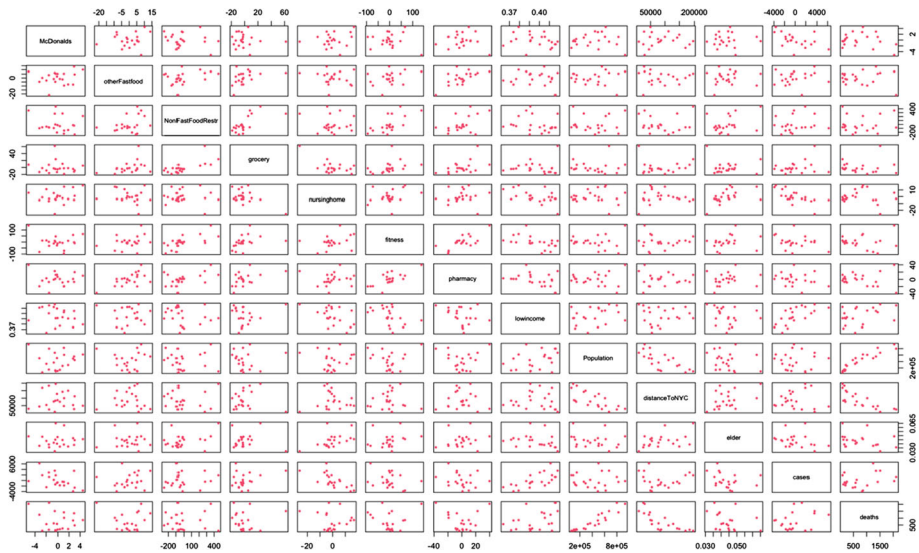 -20 -5 5 15 -20 20 60 -100 0 100 0.37 0.40 50000 200000 -4000 0 4000
McDonalds
-4 2
0
-20
otherFastfood
NonFastFoodRestr
-200 400
40
-20
grocery
nursinghome
-20 10
100
-100
fitness
pharmacy
-40 0 40
0.37
lowincome
Population
2e+05
50000
distanceToNYC
elder
0.030 0.065
6000
-4000
cases
deaths
500
-4 0 2 4 -200 200 400 -20 0 -40 0 20 2e+05 8e+05 0.030 0.050 500 1500